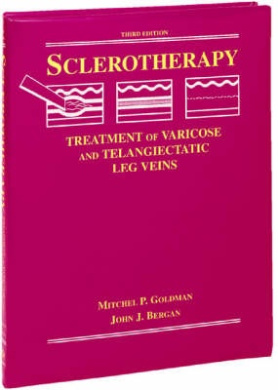 THIRD EDITION
SCLEROTHERAPY
TREATMENT OF VARICOSE
AND TELANGIECTATIC
LEG VEINS
MITCHEL P. GOLDMAN
JOHN J. BERGAN